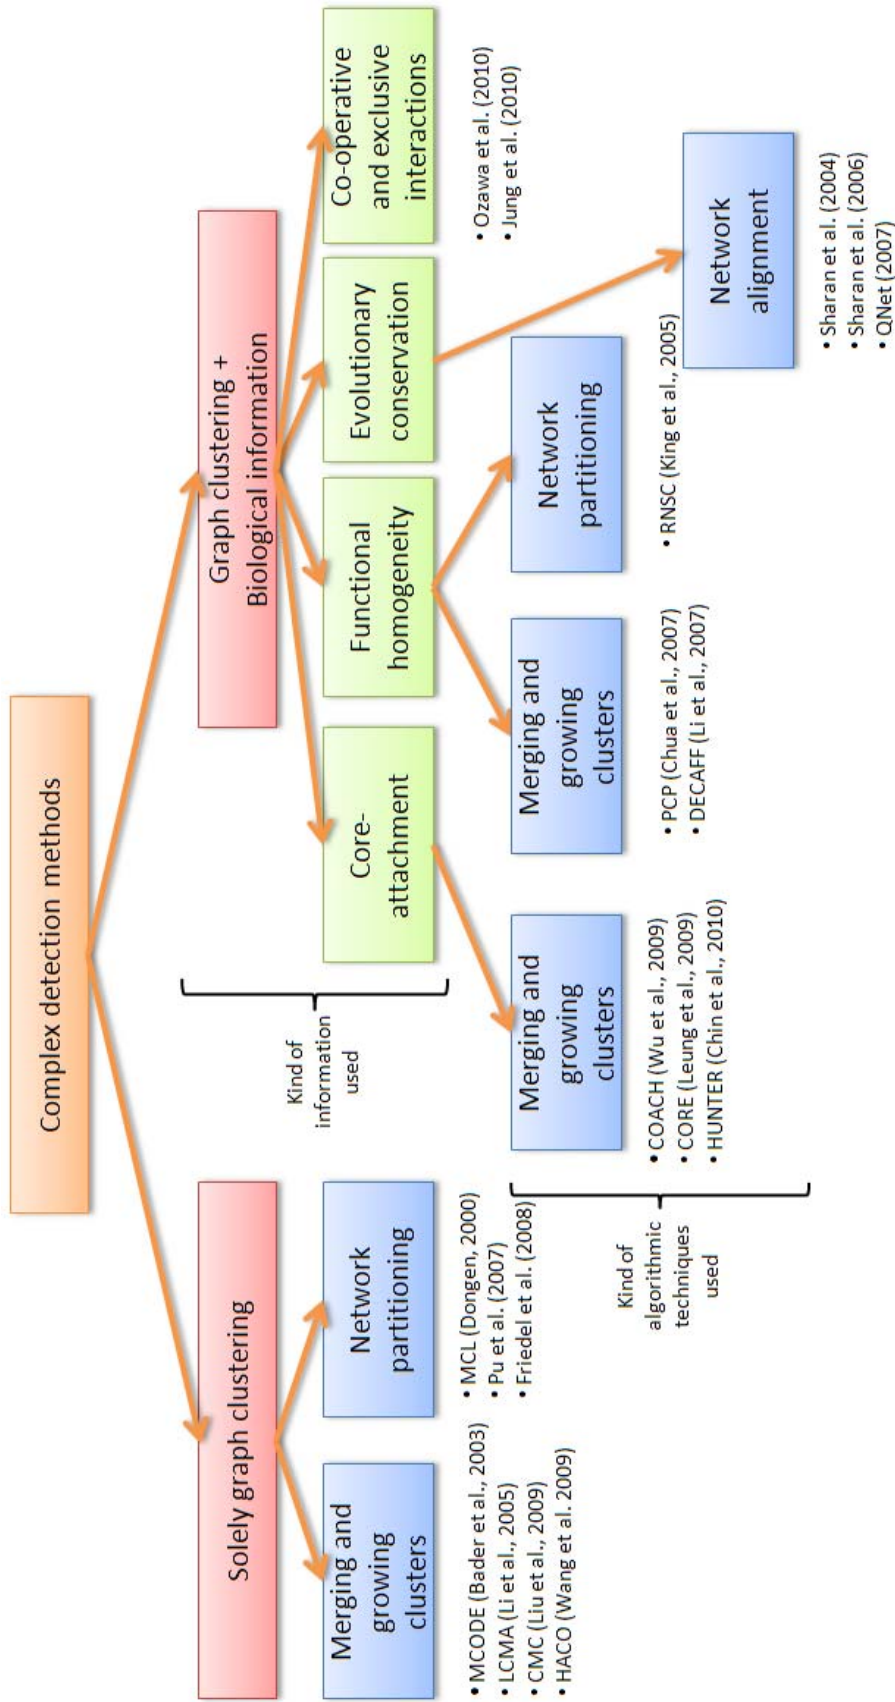 Complex detection methods
Solely graph clustering
Graph clustering +
Biological information
Kind of
information
used
Merging and
growing
clusters
Network
partitioning
Core-
attachment
Functional
homogeneity
Evolutionary
conservation
Co-operative
and exclusive
interactions
• MCODE (Bader et al., 2003)
• LCMA (Li et al., 2005)
• CMC (Liu et al., 2009)
• HACO (Wang et al. 2009)
• MCL (Dongen, 2000)
• Pu et al. (2007)
• Friedel et al. (2008)
• Ozawa et al. (2010)
• Jung et al. (2010)
Kind of
algorithmic
techniques
used
Merging and
growing
clusters
Merging and
growing
clusters
Network
partitioning
• COACH (Wu et al., 2009)
• CORE (Leung et al., 2009)
• HUNTER (Chin et al., 2010)
• PCP (Chua et al., 2007)
• DECAFF (Li et al., 2007)
• RNSC (King et al., 2005)
Network
alignment
• Sharan et al. (2004)
• Sharan et al. (2006)
• QNet (2007)